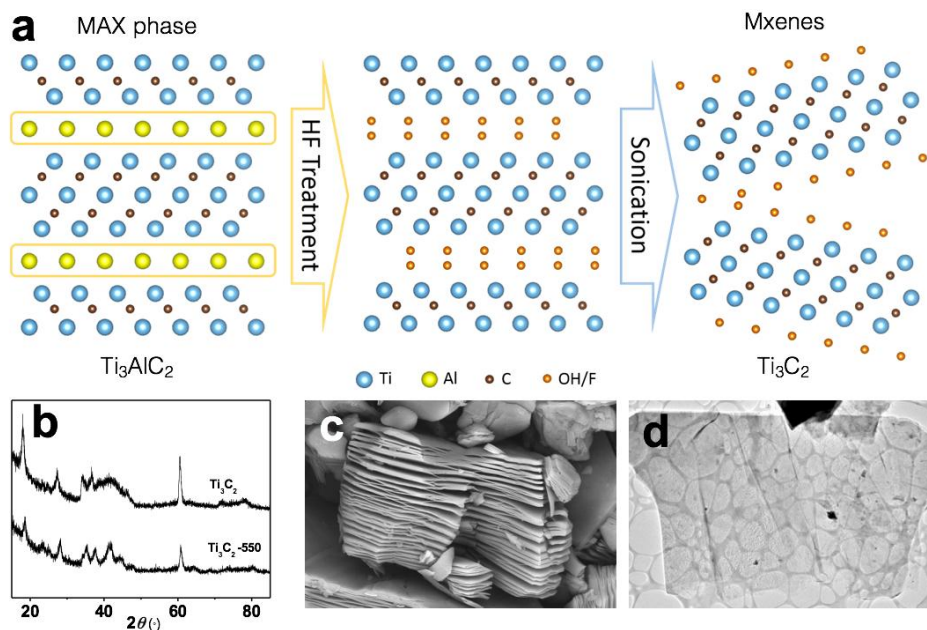 a
MAX phase
Mxenes
HF Treatment
Sonication
Ti₃AlC₂
Ti₃C₂
Ti
Al
C
OH/F
b
Ti₃C₂
Ti₃C₂ -550
20 40 60 80
2θ (◦)
c
d